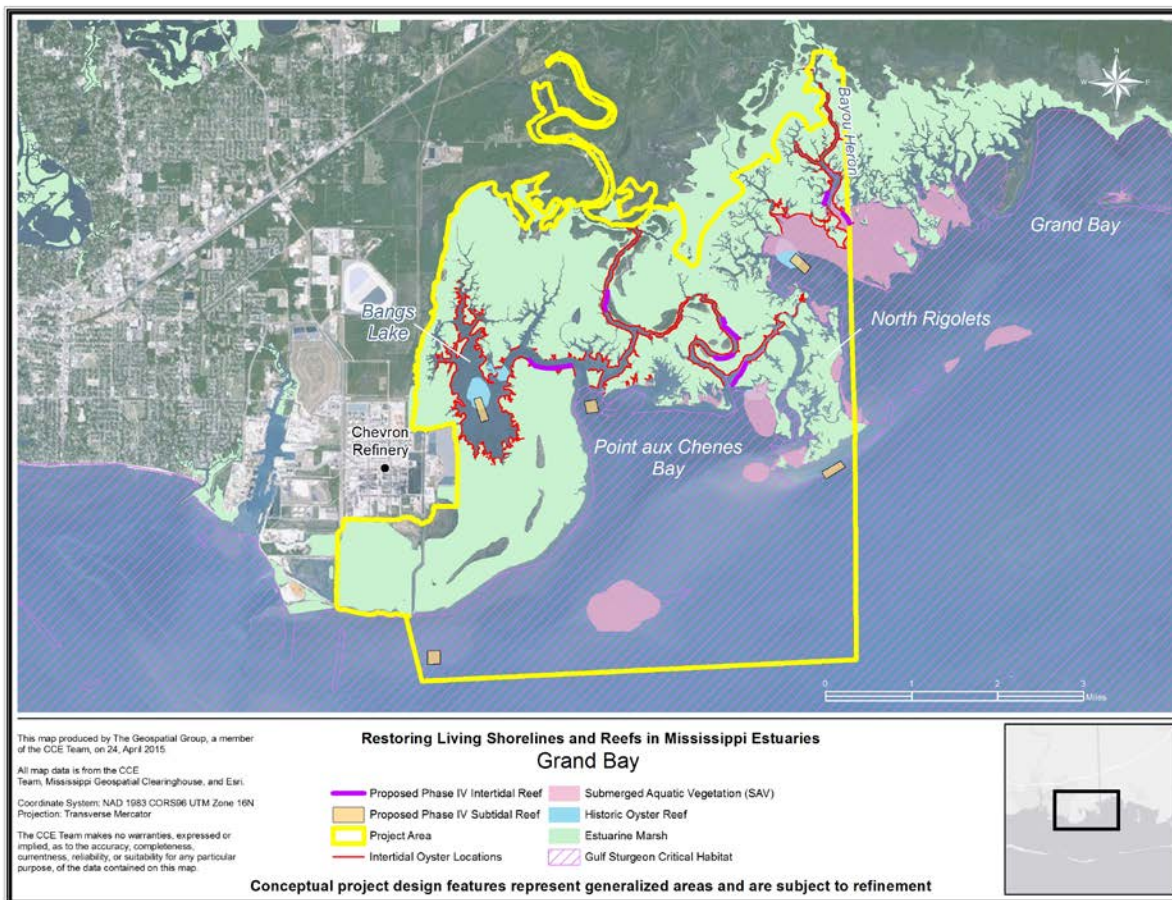 N
W
Bayou Heron
Grand Bay
Bangs
Lake
North Rigolets
Chevron
Refinery
Point aux Chenes
Bay
0 1 2 3
Miles
This map produced by The Geospatial Group, a member
of the CCE Team, on 24, April 2015.
All map data is from the CCE
Team, Mississippi Geospatial Clearinghouse, and Esri.
Coordinate System: NAD 1983 CORS96 UTM Zone 16N
Projection: Transverse Mercator
The CCE Team makes no warranties, expressed or
implied, as to the accuracy, completeness,
currentness, reliability, or suitability for any particular
purpose, of the data contained on this map.
Restoring Living Shorelines and Reefs in Mississippi Estuaries
Grand Bay
Proposed Phase IV Intertidal Reef
Proposed Phase IV Subtidal Reef
Project Area
Intertidal Oyster Locations
Submerged Aquatic Vegetation (SAV)
Historic Oyster Reef
Estuarine Marsh
Gulf Sturgeon Critical Habitat
Conceptual project design features represent generalized areas and are subject to refinement